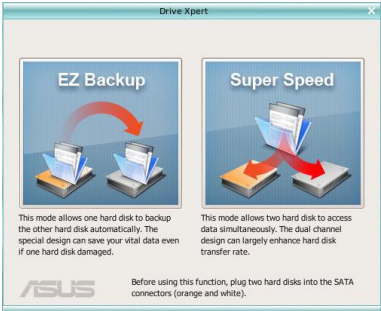 Drive Xpert
EZ Backup
Super Speed
This mode allows one hard disk to backup
the other hard disk automatically. The
special design can save your vital data even
if one hard disk damaged.
This mode allows two hard disk to access
data simultaneously. The dual channel
design can largely enhance hard disk
transfer rate.
ASUS
Before using this function, plug two hard disks into the SATA
connectors (orange and white).